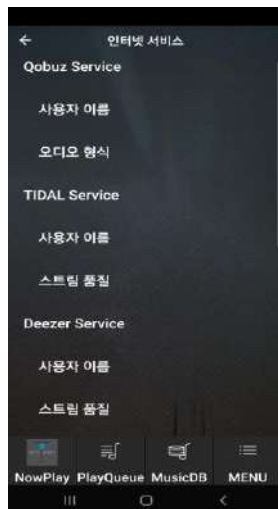 인터넷 서비스
Qobuz Service
사용자 이름
오디오 형식
TIDAL Service
사용자 이름
스트림 품질
Deezer Service
사용자 이름
스트림 품질
NowPlay PlayQueue MusicDB MENU